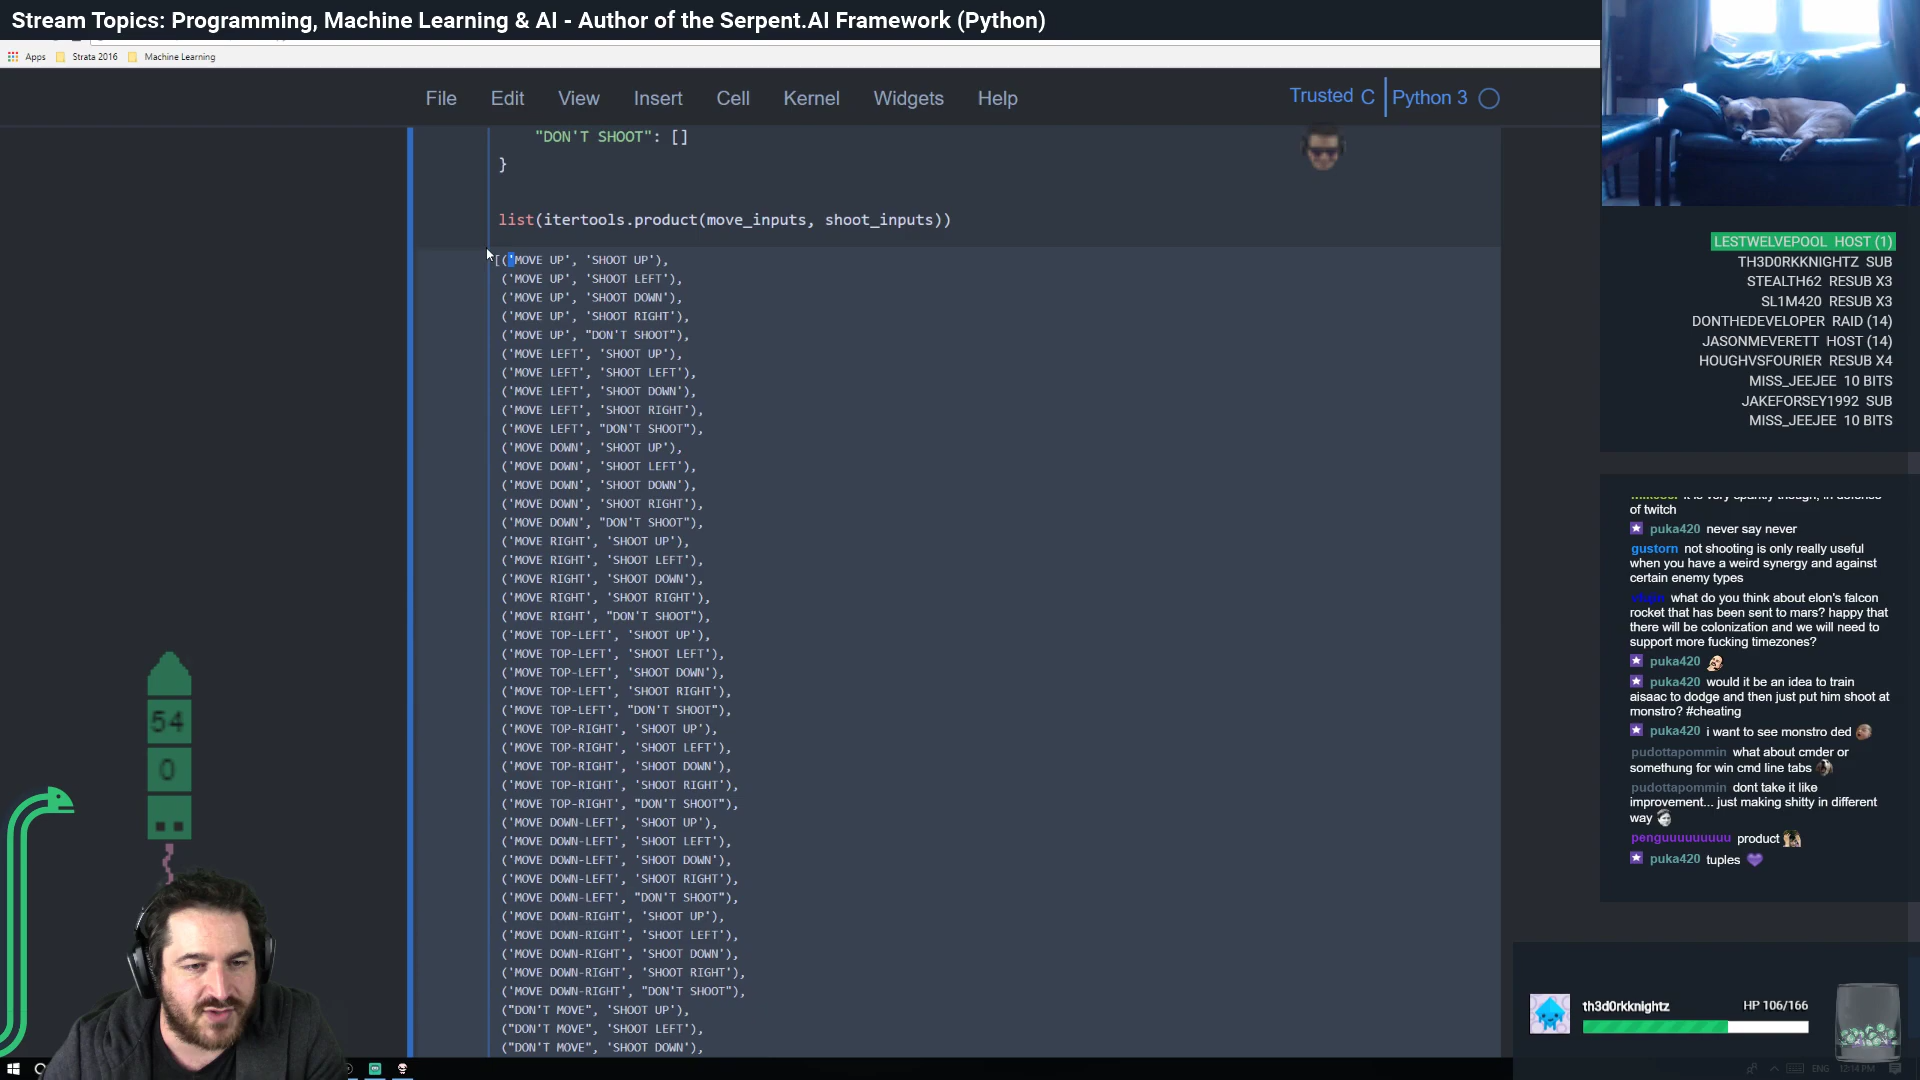 Stream Topics: Programming, Machine Learning & AI - Author of the Serpent.AI Framework (Python)
Apps Strata 2016 Machine Learning
File Edit View Insert Cell Kernel Widgets Help
Trusted C Python 3
"DON'T SHOOT": []
}
list(itertools.product(move_inputs, shoot_inputs))
[('MOVE UP', 'SHOOT UP'),
('MOVE UP', 'SHOOT LEFT'),
('MOVE UP', 'SHOOT DOWN'),
('MOVE UP', 'SHOOT RIGHT'),
('MOVE UP', "DON'T SHOOT"),
('MOVE LEFT', 'SHOOT UP'),
('MOVE LEFT', 'SHOOT LEFT'),
('MOVE LEFT', 'SHOOT DOWN'),
('MOVE LEFT', 'SHOOT RIGHT'),
('MOVE LEFT', "DON'T SHOOT"),
('MOVE DOWN', 'SHOOT UP'),
('MOVE DOWN', 'SHOOT LEFT'),
('MOVE DOWN', 'SHOOT DOWN'),
('MOVE DOWN', 'SHOOT RIGHT'),
('MOVE DOWN', "DON'T SHOOT"),
('MOVE RIGHT', 'SHOOT UP'),
('MOVE RIGHT', 'SHOOT LEFT'),
('MOVE RIGHT', 'SHOOT DOWN'),
('MOVE RIGHT', 'SHOOT RIGHT'),
('MOVE RIGHT', "DON'T SHOOT"),
('MOVE TOP-LEFT', 'SHOOT UP'),
('MOVE TOP-LEFT', 'SHOOT LEFT'),
('MOVE TOP-LEFT', 'SHOOT DOWN'),
('MOVE TOP-LEFT', 'SHOOT RIGHT'),
('MOVE TOP-LEFT', "DON'T SHOOT"),
('MOVE TOP-RIGHT', 'SHOOT UP'),
('MOVE TOP-RIGHT', 'SHOOT LEFT'),
('MOVE TOP-RIGHT', 'SHOOT DOWN'),
('MOVE TOP-RIGHT', 'SHOOT RIGHT'),
('MOVE TOP-RIGHT', "DON'T SHOOT"),
('MOVE DOWN-LEFT', 'SHOOT UP'),
('MOVE DOWN-LEFT', 'SHOOT LEFT'),
('MOVE DOWN-LEFT', 'SHOOT DOWN'),
('MOVE DOWN-LEFT', 'SHOOT RIGHT'),
('MOVE DOWN-LEFT', "DON'T SHOOT"),
('MOVE DOWN-RIGHT', 'SHOOT UP'),
('MOVE DOWN-RIGHT', 'SHOOT LEFT'),
('MOVE DOWN-RIGHT', 'SHOOT DOWN'),
('MOVE DOWN-RIGHT', 'SHOOT RIGHT'),
('MOVE DOWN-RIGHT', "DON'T SHOOT"),
("DON'T MOVE", 'SHOOT UP'),
("DON'T MOVE", 'SHOOT LEFT'),
("DON'T MOVE", 'SHOOT DOWN'),
54
0
LESTWELVEPOOL HOST (1)
TH3D0RKKNIGHTZ SUB
STEALTH62 RESUB X3
SL1M420 RESUB X3
DONTHEDEVELOPER RAID (14)
JASONMEVERETT HOST (14)
HOUGHVSFOURIER RESUB X4
MISS_JEEJEE 10 BITS
JAKEFORSEY1992 SUB
MISS_JEEJEE 10 BITS
it is very sparkly though, in defense
of twitch
puka420 never say never
gustorn not shooting is only really useful
when you have a weird synergy and against
certain enemy types
what do you think about elon's falcon
rocket that has been sent to mars? happy that
there will be colonization and we will need to
support more fucking timezones?
puka420
puka420 would it be an idea to train
aisaac to dodge and then just put him shoot at
monstro? #cheating
puka420 i want to see monstro ded
pudottapommin what about cmder or
somethung for win cmd line tabs
pudottapommin dont take it like
improvement... just making shitty in different
way
penguuuuuuuuu product
puka420 tuples
th3d0rkknightz HP 106/166
ENG 12:14 PM